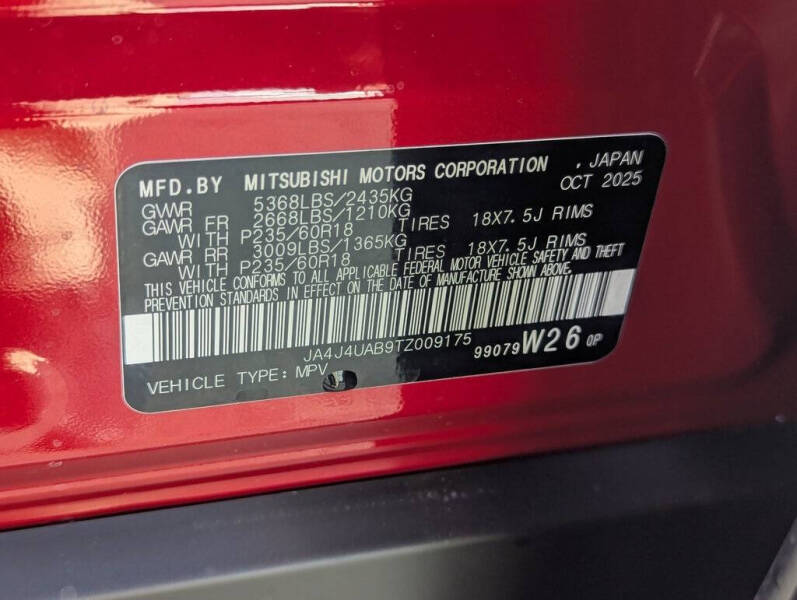 MFD.BY MITSUBISHI MOTORS CORPORATION , JAPAN
GVWR 5368LBS/2435KG OCT 2025
GAWR FR 2668LBS/1210KG
WITH P235/60R18 TIRES 18X7.5J RIMS
GAWR RR 3009LBS/1365KG
WITH P235/60R18 TIRES 18X7.5J RIMS
THIS VEHICLE CONFORMS TO ALL APPLICABLE FEDERAL MOTOR VEHICLE SAFETY AND THEFT
PREVENTION STANDARDS IN EFFECT ON THE DATE OF MANUFACTURE SHOWN ABOVE.
JA4J4UAB9TZ009175 99079 W26 0P
VEHICLE TYPE: MPV